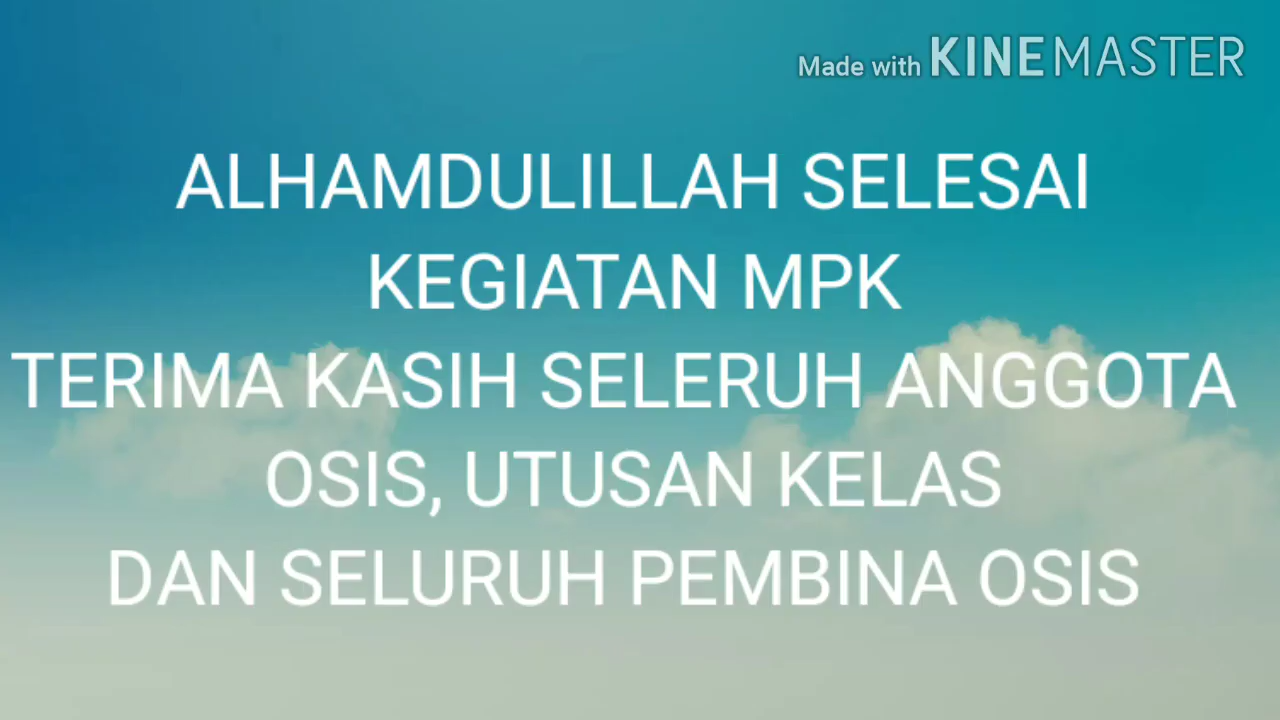 Made with KINEMASTER
ALHAMDULILLAH SELESAI
KEGIATAN MPK
TERIMA KASIH SELERUH ANGGOTA
OSIS, UTUSAN KELAS
DAN SELURUH PEMBINA OSIS